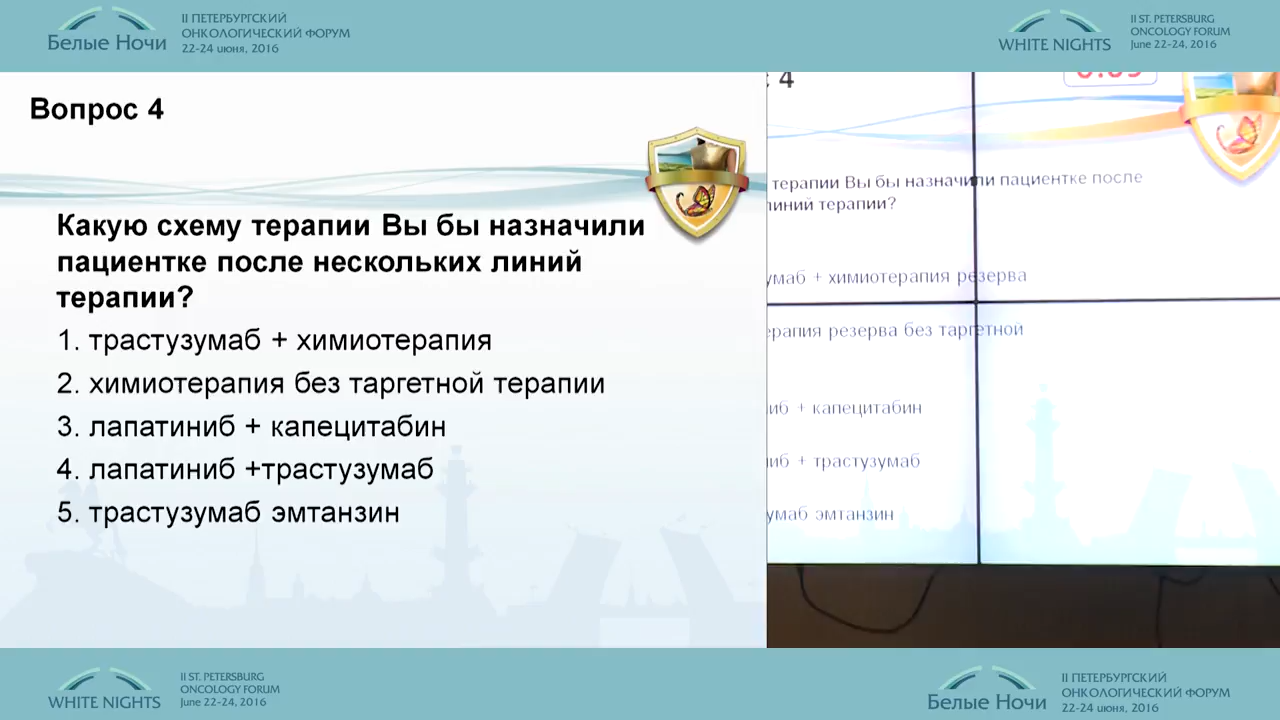 Белые Ночи
II ПЕТЕРБУРГСКИЙ
ОНКОЛОГИЧЕСКИЙ ФОРУМ
22-24 июня, 2016
WHITE NIGHTS
II ST. PETERSBURG
ONCOLOGY FORUM
June 22-24, 2016
Вопрос 4
Какую схему терапии Вы бы назначили
пациентке после нескольких линий
терапии?
1. трастузумаб + химиотерапия
2. химиотерапия без таргетной терапии
3. лапатиниб + капецитабин
4. лапатиниб +трастузумаб
5. трастузумаб эмтанзин
4
терапии Вы бы назначили пациентке после
линий терапии?
умаб + химиотерапия резерва
ерапия резерва без таргетной
иб + капецитабин
иб + трастузумаб
умаб эмтанзин
WHITE NIGHTS
II ST. PETERSBURG
ONCOLOGY FORUM
June 22-24, 2016
Белые Ночи
II ПЕТЕРБУРГСКИЙ
ОНКОЛОГИЧЕСКИЙ ФОРУМ
22-24 июня, 2016